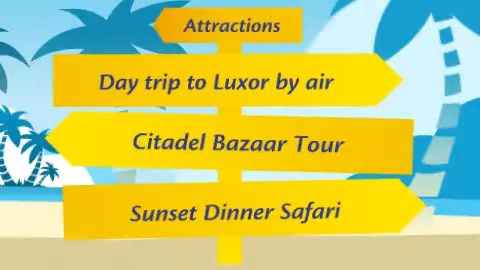 Attractions
Day trip to Luxor by air
Citadel Bazaar Tour
Sunset Dinner Safari